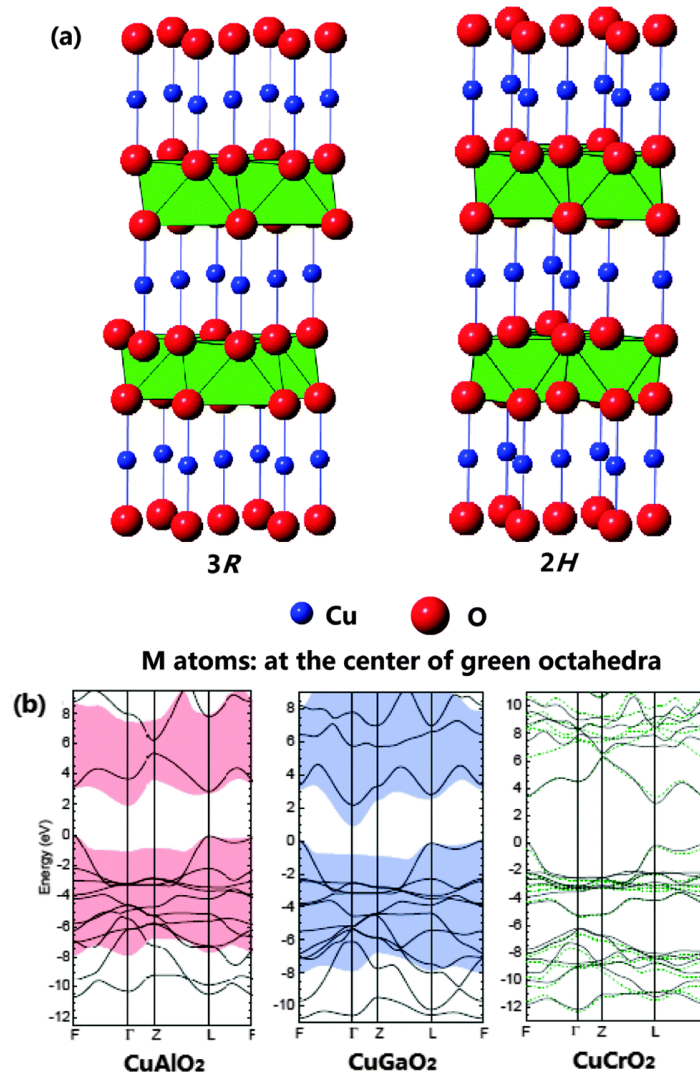 (a)
3R 2H
Cu O
M atoms: at the center of green octahedra
(b)
8 8 10
6 6 8
4 4 6
2 2 4
0 0 2
-2 -2 0
-4 -4 -2
-6 -6 -4
-8 -8 -6
-10 -10 -8
-12 -10
-12
Energy (eV)
F Γ Z L F F Γ Z L F F Γ Z L F
CuAlO₂ CuGaO₂ CuCrO₂